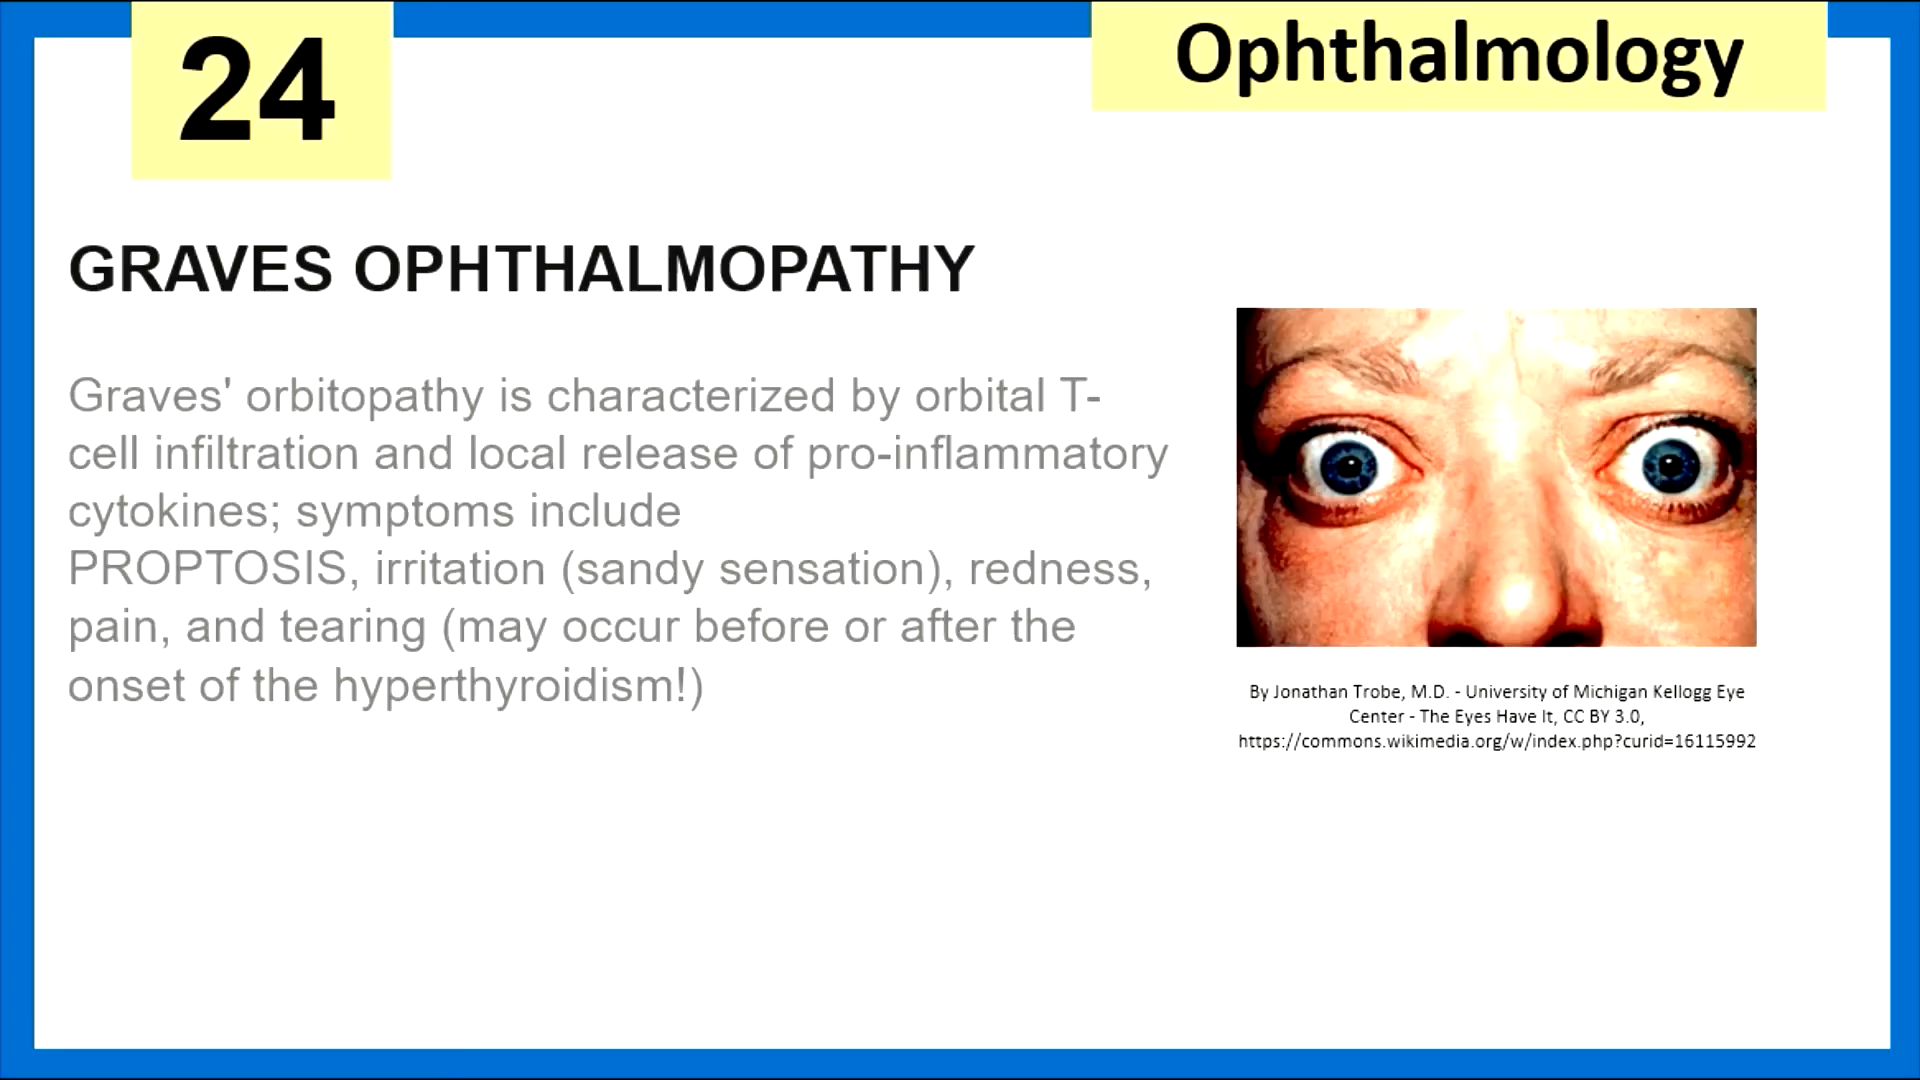 24
Ophthalmology
GRAVES OPHTHALMOPATHY
Graves' orbitopathy is characterized by orbital T-
cell infiltration and local release of pro-inflammatory
cytokines; symptoms include
PROPTOSIS, irritation (sandy sensation), redness,
pain, and tearing (may occur before or after the
onset of the hyperthyroidism!)
By Jonathan Trobe, M.D. - University of Michigan Kellogg Eye
Center - The Eyes Have It, CC BY 3.0,
https://commons.wikimedia.org/w/index.php?curid=16115992